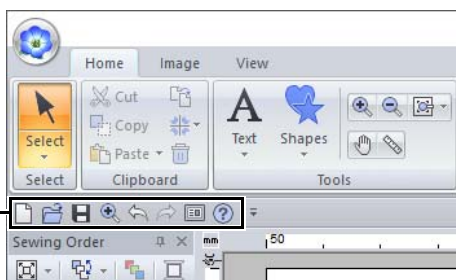 Home Image View
Select
Cut
Copy
Paste
Text
Shapes
Select
Clipboard
Tools
Sewing Order
mm
50